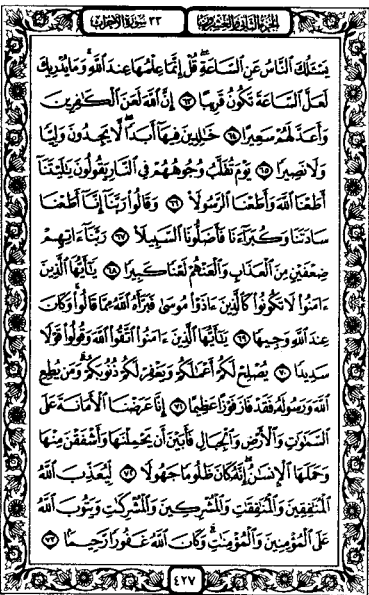 الجزء الثاني والعشرون
٣٣ سورة الأحزاب
يَسْـَٔلُكَ ٱلنَّاسُ عَنِ ٱلسَّاعَةِ ۖ قُلْ إِنَّمَا عِلْمُهَا عِندَ ٱللَّهِ ۚ وَمَا يُدْرِيكَ
لَعَلَّ ٱلسَّاعَةَ تَكُونُ قَرِيبًا ٦٣ إِنَّ ٱللَّهَ لَعَنَ ٱلْكَـٰفِرِينَ
وَأَعَدَّ لَهُمْ سَعِيرًا ٦٤ خَـٰلِدِينَ فِيهَآ أَبَدًا ۖ لَّا يَجِدُونَ وَلِيًّا
وَلَا نَصِيرًا ٦٥ يَوْمَ تُقَلَّبُ وُجُوهُهُمْ فِى ٱلنَّارِ يَقُولُونَ يَـٰلَيْتَنَآ
أَطَعْنَا ٱللَّهَ وَأَطَعْنَا ٱلرَّسُولَا۠ ٦٦ وَقَالُوا۟ رَبَّنَآ إِنَّآ أَطَعْنَا
سَادَتَنَا وَكُبَرَآءَنَا فَأَضَلُّونَا ٱلسَّبِيلَا۠ ٦٧ رَبَّنَآ ءَاتِهِمْ
ضِعْفَيْنِ مِنَ ٱلْعَذَابِ وَٱلْعَنْهُمْ لَعْنًا كَبِيرًا ٦٨ يَـٰٓأَيُّهَا ٱلَّذِينَ
ءَامَنُوا۟ لَا تَكُونُوا۟ كَٱلَّذِينَ ءَاذَوْا۟ مُوسَىٰ فَبَرَّأَهُ ٱللَّهُ مِمَّا قَالُوا۟ ۚ وَكَانَ
عِندَ ٱللَّهِ وَجِيهًا ٦٩ يَـٰٓأَيُّهَا ٱلَّذِينَ ءَامَنُوا۟ ٱتَّقُوا۟ ٱللَّهَ وَقُولُوا۟ قَوْلًا
سَدِيدًا ٧٠ يُصْلِحْ لَكُمْ أَعْمَـٰلَكُمْ وَيَغْفِرْ لَكُمْ ذُنُوبَكُمْ ۗ وَمَن يُطِعِ
ٱللَّهَ وَرَسُولَهُۥ فَقَدْ فَازَ فَوْزًا عَظِيمًا ٧١ إِنَّا عَرَضْنَا ٱلْأَمَانَةَ عَلَى
ٱلسَّمَـٰوَٰتِ وَٱلْأَرْضِ وَٱلْجِبَالِ فَأَبَيْنَ أَن يَحْمِلْنَهَا وَأَشْفَقْنَ مِنْهَا
وَحَمَلَهَا ٱلْإِنسَـٰنُ ۖ إِنَّهُۥ كَانَ ظَلُومًا جَهُولًا ٧٢ لِّيُعَذِّبَ ٱللَّهُ
ٱلْمُنَـٰفِقِينَ وَٱلْمُنَـٰفِقَـٰتِ وَٱلْمُشْرِكِينَ وَٱلْمُشْرِكَـٰتِ وَيَتُوبَ ٱللَّهُ
عَلَى ٱلْمُؤْمِنِينَ وَٱلْمُؤْمِنَـٰتِ ۗ وَكَانَ ٱللَّهُ غَفُورًا رَّحِيمًۢا ٧٣
٤٢٧